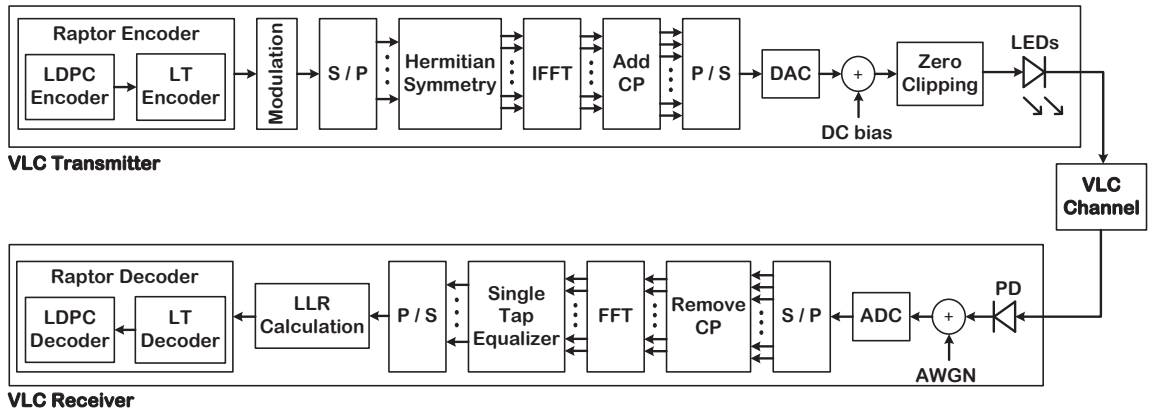 Raptor Encoder
LDPC
Encoder
LT
Encoder
Modulation
S / P
Hermitian
Symmetry
IFFT
Add
CP
P / S
DAC
+
DC bias
Zero
Clipping
LEDs
VLC Transmitter
VLC
Channel
Raptor Decoder
LDPC
Decoder
LT
Decoder
LLR
Calculation
P / S
Single
Tap
Equalizer
FFT
Remove
CP
S / P
ADC
+
AWGN
PD
VLC Receiver